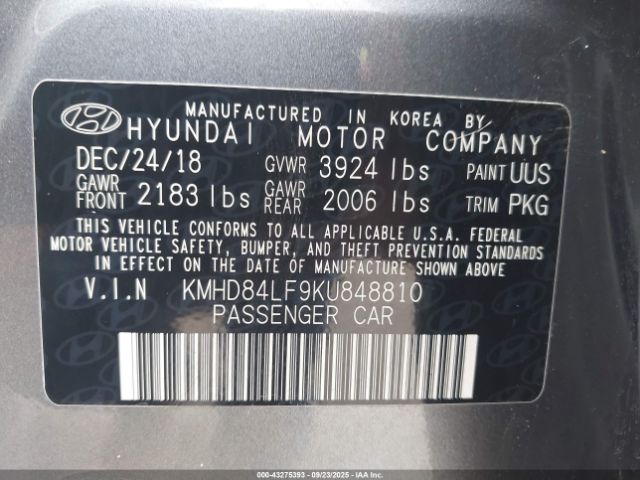 MANUFACTURED IN KOREA BY
HYUNDAI MOTOR COMPANY
DEC/24/18 GVWR 3924 lbs PAINT UUS
GAWR FRONT 2183 lbs GAWR REAR 2006 lbs TRIM PKG
THIS VEHICLE CONFORMS TO ALL APPLICABLE U.S.A. FEDERAL
MOTOR VEHICLE SAFETY, BUMPER, AND THEFT PREVENTION STANDARDS
IN EFFECT ON THE DATE OF MANUFACTURE SHOWN ABOVE
V.I.N KMHD84LF9KU848810
PASSENGER CAR
000-43275393 - 09/23/2025 - COPART.COM